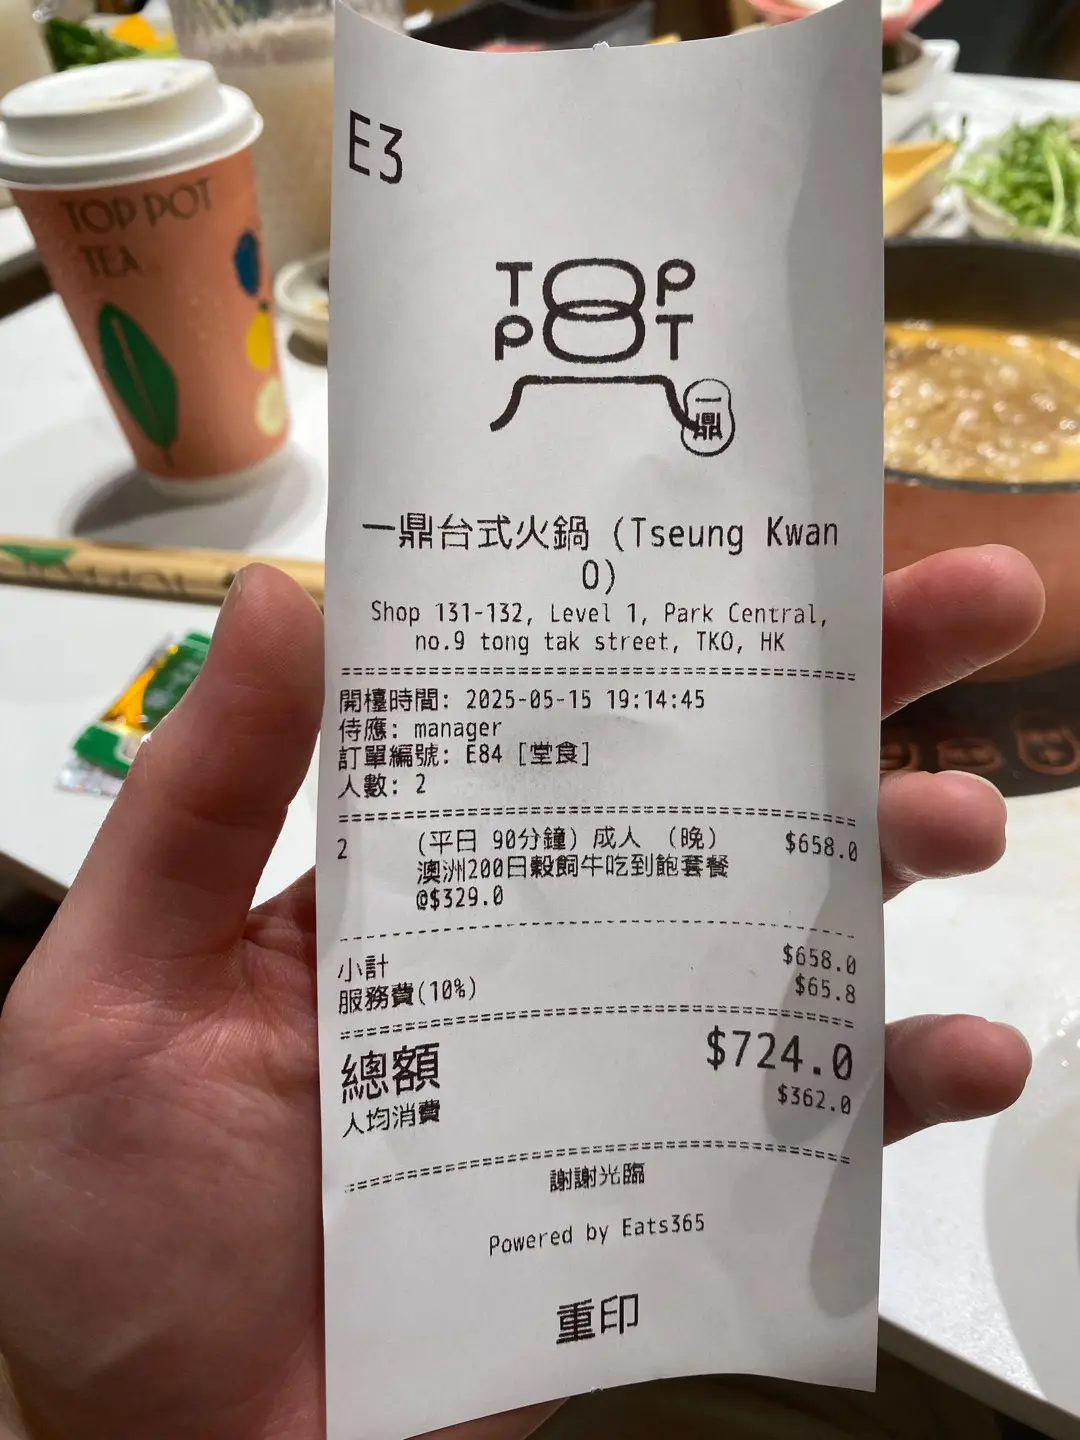 TOP POT
TEA
E3
TOP
POT
一鼎
一鼎台式火鍋 (Tseung Kwan
O)
Shop 131-132, Level 1, Park Central,
no.9 tong tak street, TKO, HK
開檯時間: 2025-05-15 19:14:45
侍應: manager
訂單編號: E84 [堂食]
人數: 2
2 (平日 90分鐘) 成人 (晚) $658.0
澳洲200日穀飼牛吃到飽套餐
@$329.0
小計 $658.0
服務費(10%) $65.8
總額 $724.0
人均消費 $362.0
謝謝光臨
Powered by Eats365
重印